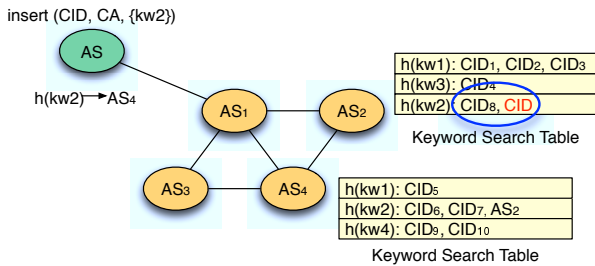 insert (CID, CA, {kw2})
AS
h(kw2) → AS4
AS1
AS2
AS3
AS4
h(kw1): CID1, CID2, CID3
h(kw3): CID4
h(kw2): CID8, CID
Keyword Search Table
h(kw1): CID5
h(kw2): CID6, CID7, AS2
h(kw4): CID9, CID10
Keyword Search Table